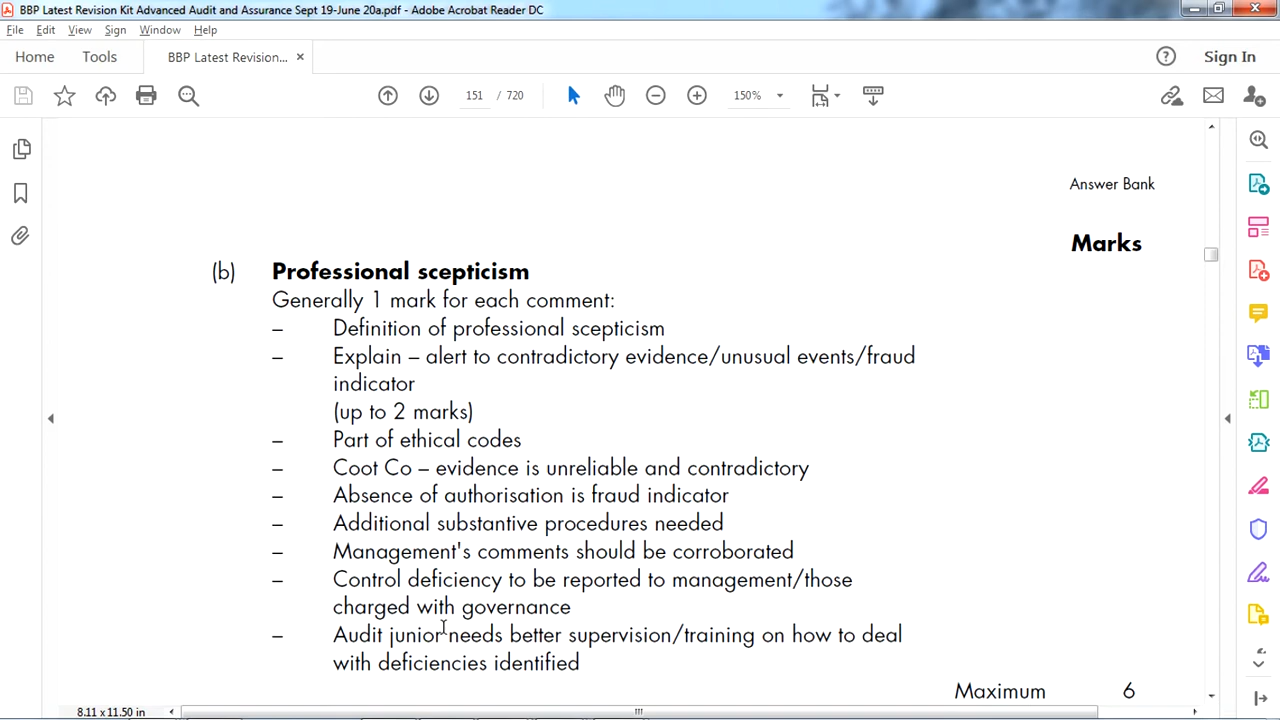 BBP Latest Revision Kit Advanced Audit and Assurance Sept 19-June 20a.pdf - Adobe Acrobat Reader DC
File Edit View Sign Window Help
Home Tools BBP Latest Revision... × Sign In
151 / 720 150%
Answer Bank
Marks
(b) Professional scepticism
Generally 1 mark for each comment:
– Definition of professional scepticism
– Explain – alert to contradictory evidence/unusual events/fraud
indicator
(up to 2 marks)
– Part of ethical codes
– Coot Co – evidence is unreliable and contradictory
– Absence of authorisation is fraud indicator
– Additional substantive procedures needed
– Management's comments should be corroborated
– Control deficiency to be reported to management/those
charged with governance
– Audit junior needs better supervision/training on how to deal
with deficiencies identified
Maximum 6
8.11 x 11.50 in